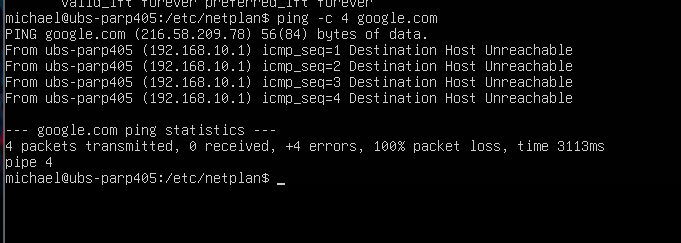 valid_lft forever preferred_lft forever
michael@ubs-parp405:/etc/netplan$ ping -c 4 google.com
PING google.com (216.58.209.78) 56(84) bytes of data.
From ubs-parp405 (192.168.10.1) icmp_seq=1 Destination Host Unreachable
From ubs-parp405 (192.168.10.1) icmp_seq=2 Destination Host Unreachable
From ubs-parp405 (192.168.10.1) icmp_seq=3 Destination Host Unreachable
From ubs-parp405 (192.168.10.1) icmp_seq=4 Destination Host Unreachable

--- google.com ping statistics ---
4 packets transmitted, 0 received, +4 errors, 100% packet loss, time 3113ms
pipe 4
michael@ubs-parp405:/etc/netplan$ _